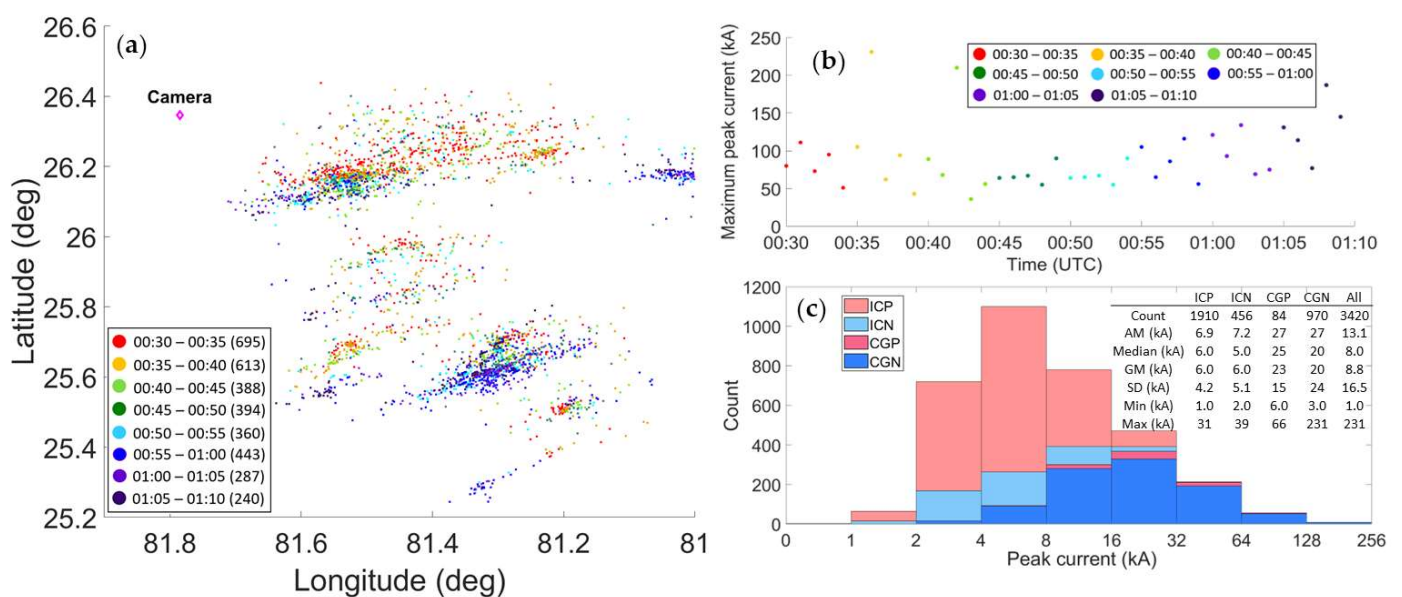 (a)
26.6
26.4
26.2
26
25.8
25.6
25.4
25.2
Latitude (deg)
Camera
00:30 – 00:35 (695)
00:35 – 00:40 (613)
00:40 – 00:45 (388)
00:45 – 00:50 (394)
00:50 – 00:55 (360)
00:55 – 01:00 (443)
01:00 – 01:05 (287)
01:05 – 01:10 (240)
81.8 81.6 81.4 81.2 81
Longitude (deg)
(b)
Maximum peak current (kA)
250
200
150
100
50
0
00:30 – 00:35 00:35 – 00:40 00:40 – 00:45
00:45 – 00:50 00:50 – 00:55 00:55 – 01:00
01:00 – 01:05 01:05 – 01:10
00:30 00:35 00:40 00:45 00:50 00:55 01:00 01:05 01:10
Time (UTC)
(c)
Count
1200
1000
800
600
400
200
0
ICP
ICN
CGP
CGN
ICP ICN CGP CGN All
Count 1910 456 84 970 3420
AM (kA) 6.9 7.2 27 27 13.1
Median (kA) 6.0 5.0 25 20 8.0
GM (kA) 6.0 6.0 23 20 8.8
SD (kA) 4.2 5.1 15 24 16.5
Min (kA) 1.0 2.0 6.0 3.0 1.0
Max (kA) 31 39 66 231 231
0 1 2 4 8 16 32 64 128 256
Peak current (kA)